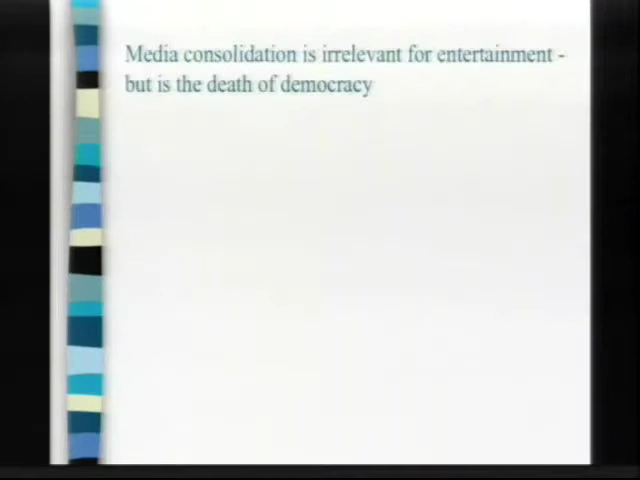 Media consolidation is irrelevant for entertainment -
but is the death of democracy